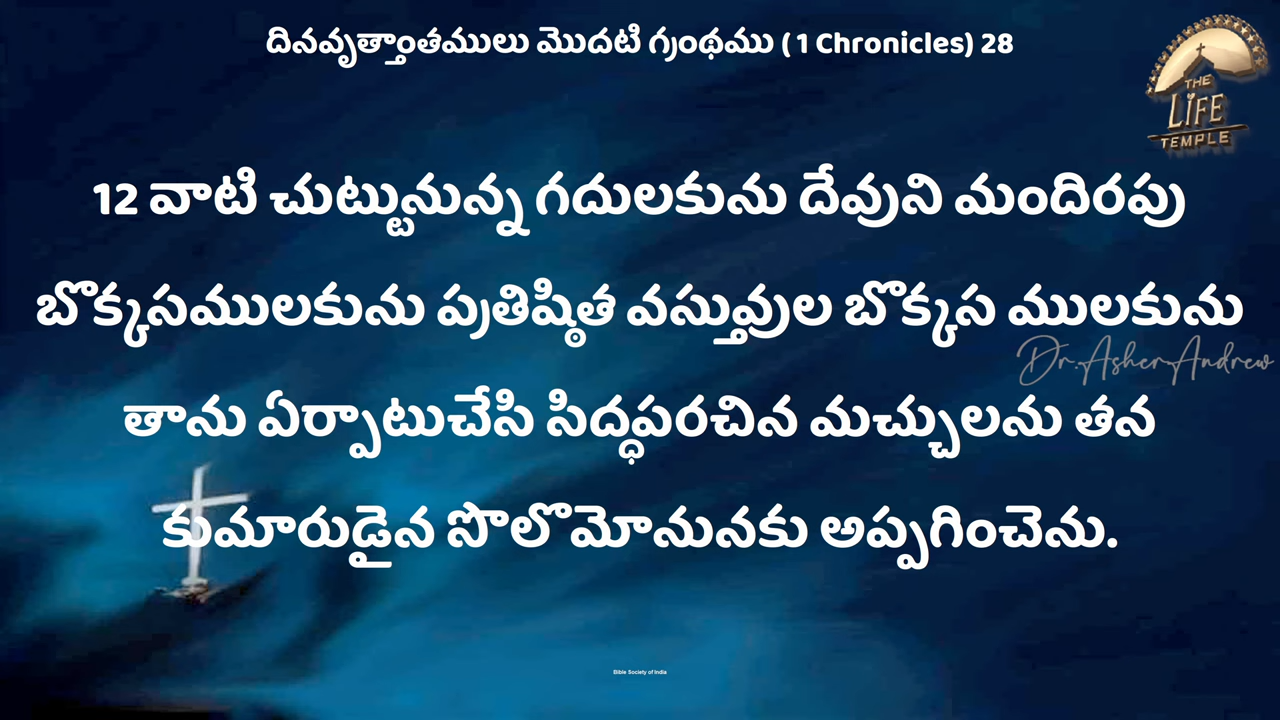 దినవృత్తాంతములు మొదటి గ్రంథము ( 1 Chronicles) 28
THE
LIFE
TEMPLE
12 వాటి చుట్టునున్న గదులకును దేవుని మందిరపు
బొక్కసములకును ప్రతిష్ఠిత వస్తువుల బొక్కస ములకును
Dr. Asher Andrew
తాను ఏర్పాటుచేసి సిద్ధపరచిన మచ్చులను తన
కుమారుడైన సొలొమోనునకు అప్పగించెను.
Bible Society of India